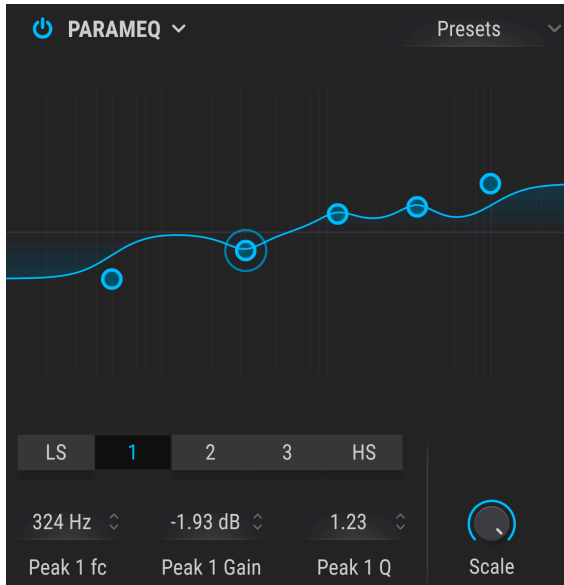 PARAMEQ Presets
LS 1 2 3 HS
324 Hz -1.93 dB 1.23
Peak 1 fc Peak 1 Gain Peak 1 Q Scale